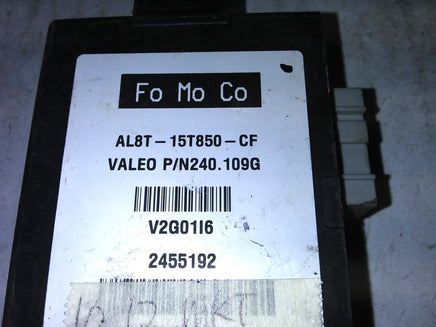 Fo Mo Co
AL8T-15T850-CF
VALEO P/N240.109G
V2G01I6
2455192